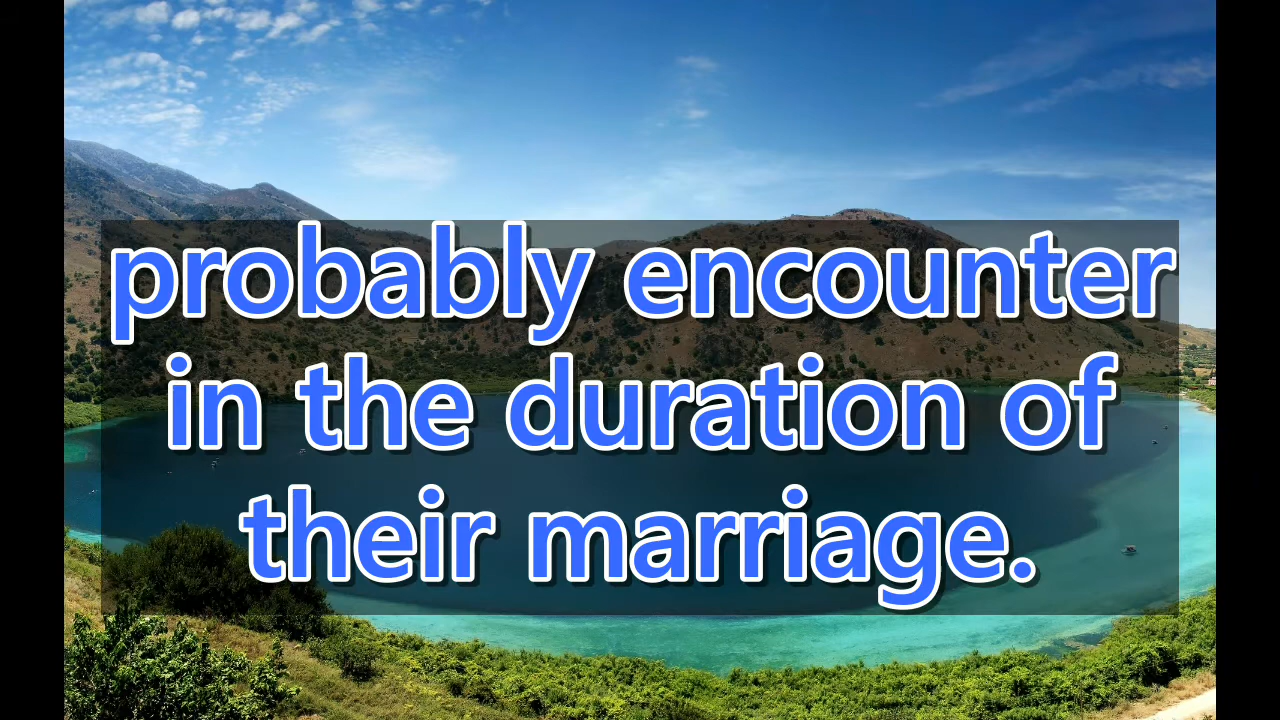 probably encounter
in the duration of
their marriage.